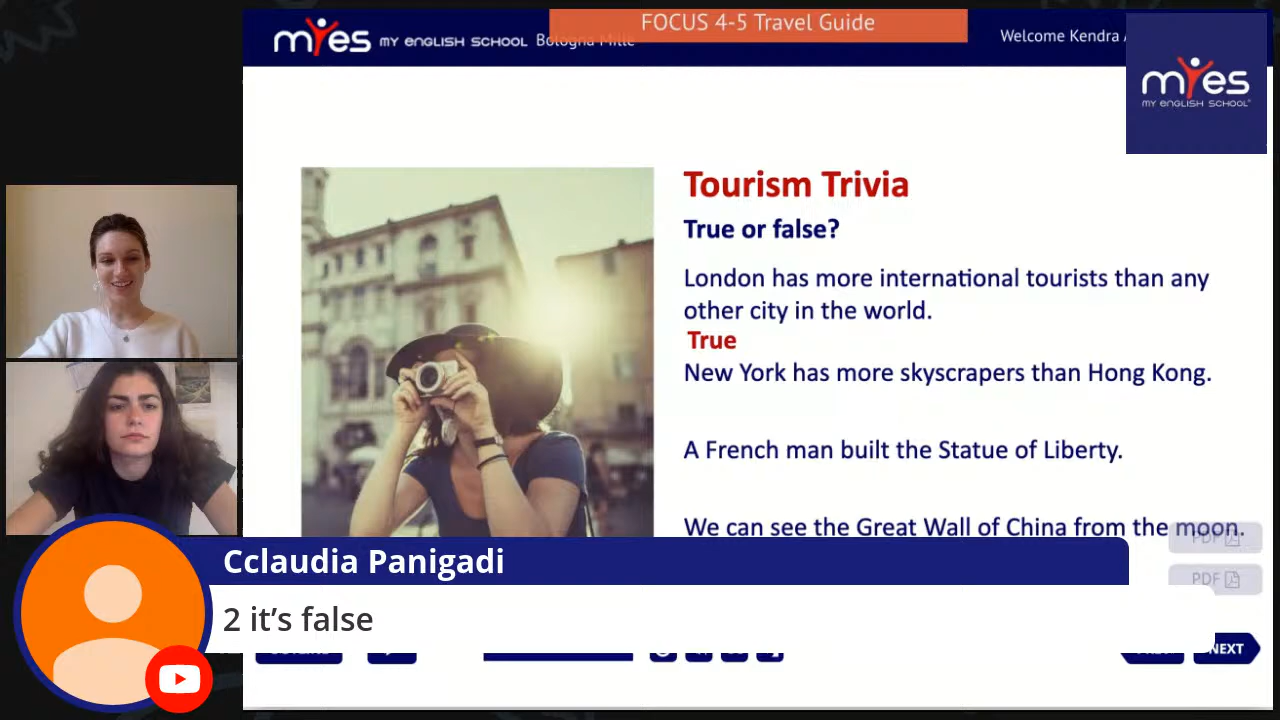 FOCUS 4-5 Travel Guide
myes MY ENGLISH SCHOOL Bologna Mille
Welcome Kendra A
myes
MY ENGLISH SCHOOL
Tourism Trivia
True or false?
London has more international tourists than any
other city in the world.
True
New York has more skyscrapers than Hong Kong.
A French man built the Statue of Liberty.
We can see the Great Wall of China from the moon.
PDF
PDF
Cclaudia Panigadi
2 it’s false
NEXT